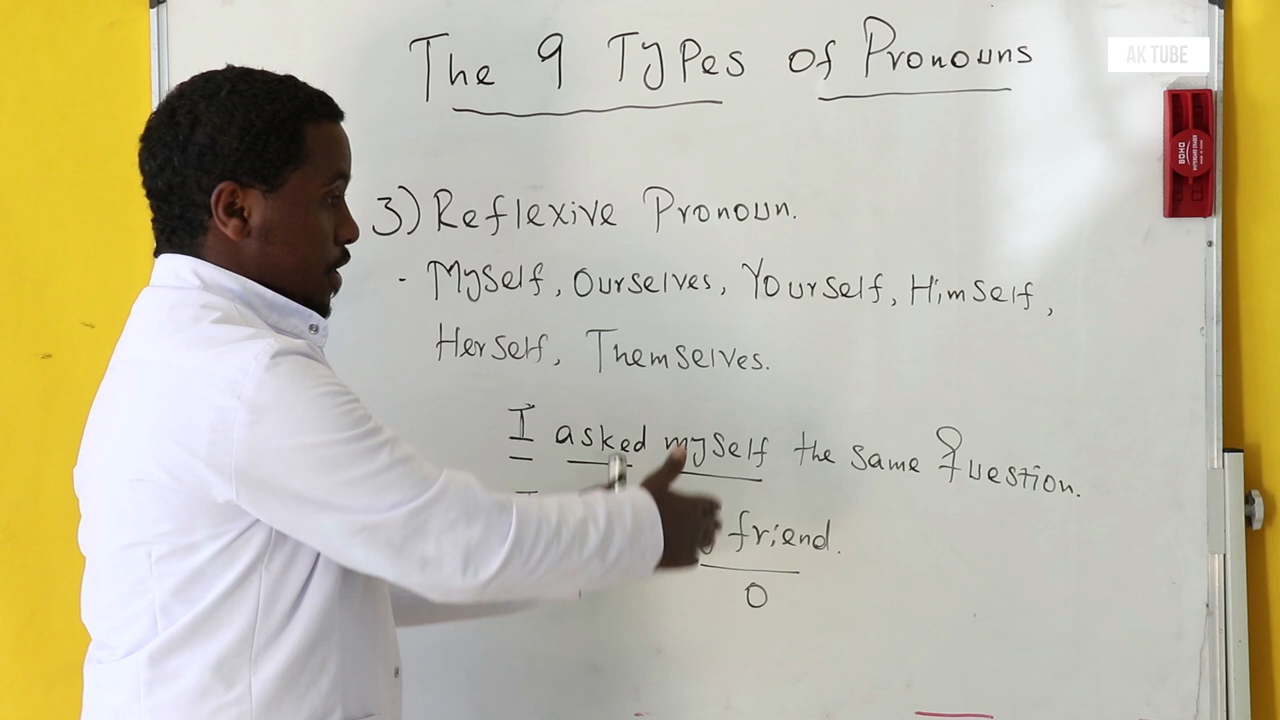 The 9 Types of Pronouns
AK TUBE
BOHO
3) Reflexive Pronoun.
- Myself, Ourselves, Yourself, Himself,
Herself, Themselves.
I asked myself the same Question.
friend.
O